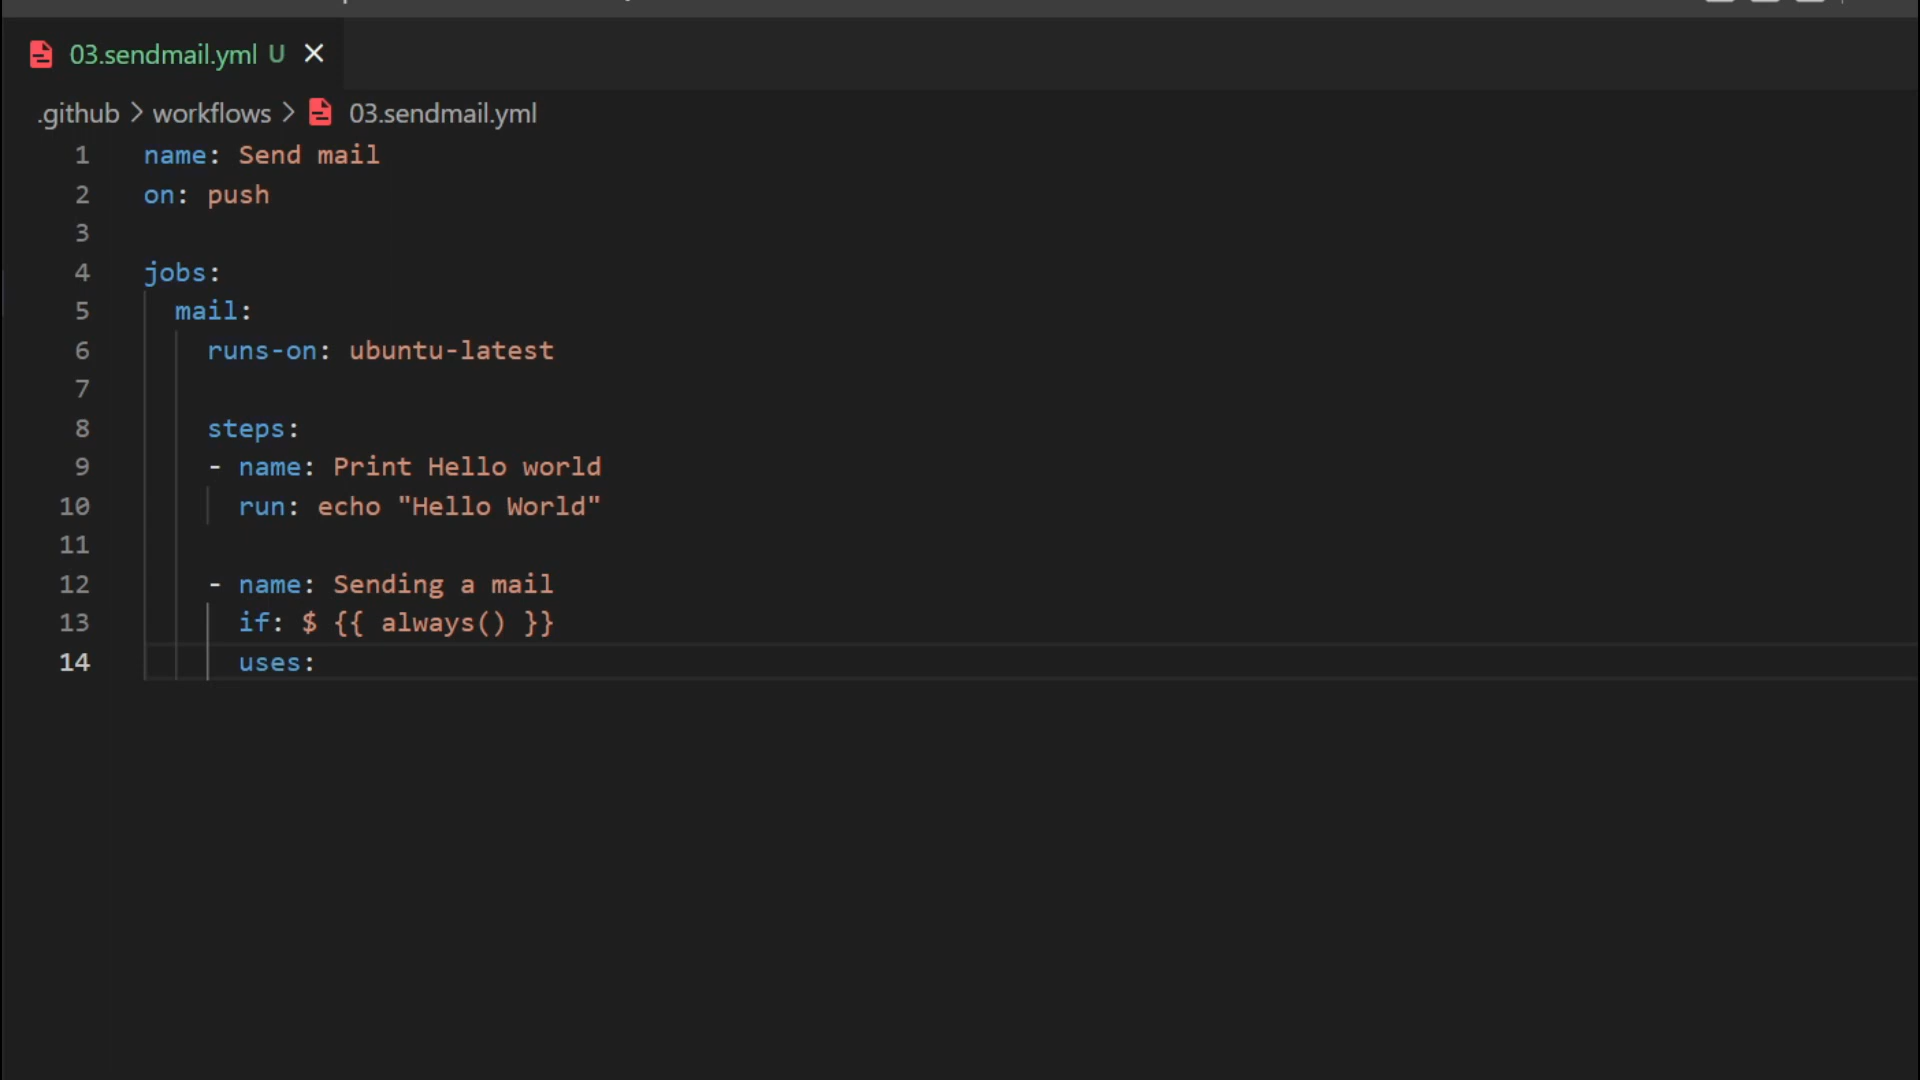 03.sendmail.yml U
.github > workflows > 03.sendmail.yml
1 name: Send mail
2 on: push
3
4 jobs:
5   mail:
6     runs-on: ubuntu-latest
7
8     steps:
9     - name: Print Hello world
10       run: echo "Hello World"
11
12     - name: Sending a mail
13       if: $ {{ always() }}
14       uses: